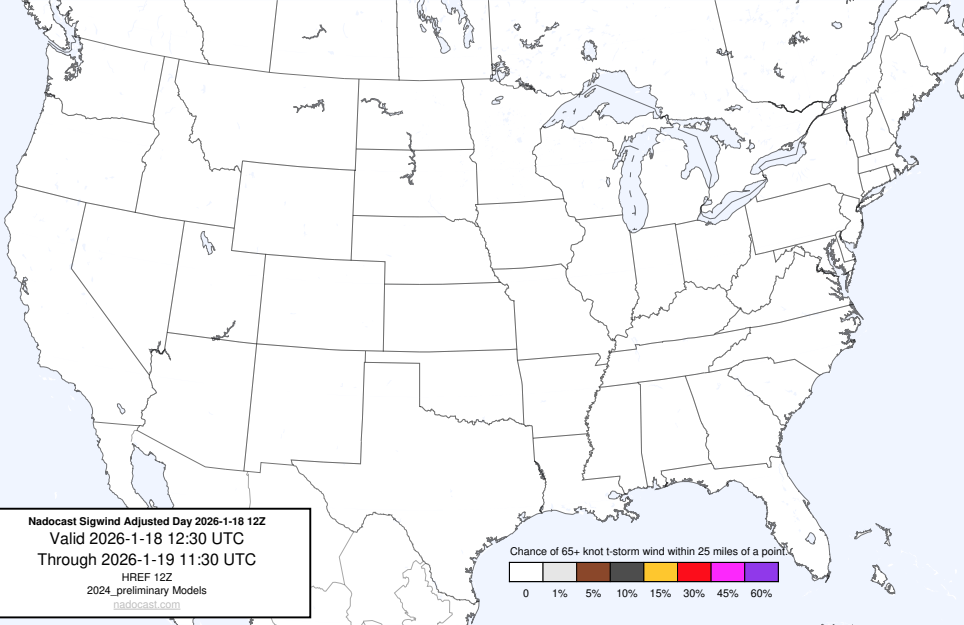 Nadocast Sigwind Adjusted Day 2026-1-18 12Z
Valid 2026-1-18 12:30 UTC
Through 2026-1-19 11:30 UTC
HREF 12Z
2024_preliminary Models
nadocast.com
Chance of 65+ knot t-storm wind within 25 miles of a point.
0 1% 5% 10% 15% 30% 45% 60%